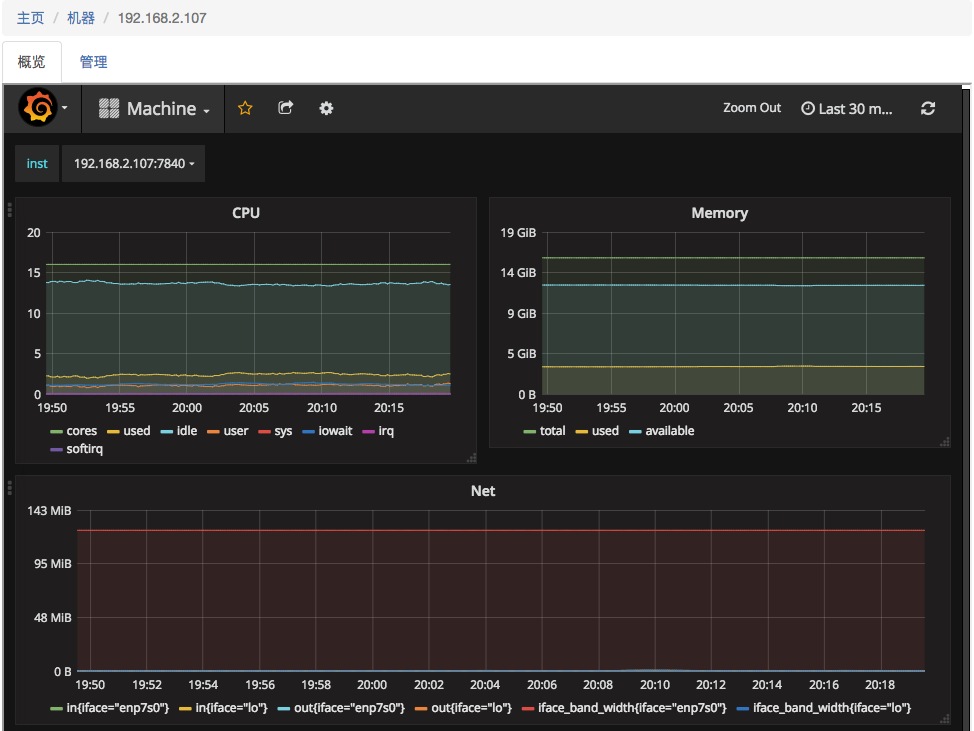 主页 / 机器 / 192.168.2.107
概览 管理
Machine Zoom Out Last 30 m...
inst 192.168.2.107:7840
CPU
20
15
10
5
0
19:50 19:55 20:00 20:05 20:10 20:15
cores used idle user sys iowait irq
softirq
Memory
19 GiB
14 GiB
9 GiB
5 GiB
0 B
19:50 19:55 20:00 20:05 20:10 20:15
total used available
Net
143 MiB
95 MiB
48 MiB
0 B
19:50 19:52 19:54 19:56 19:58 20:00 20:02 20:04 20:06 20:08 20:10 20:12 20:14 20:16 20:18
in{iface="enp7s0"} in{iface="lo"} out{iface="enp7s0"} out{iface="lo"} iface_band_width{iface="enp7s0"} iface_band_width{iface="lo"}